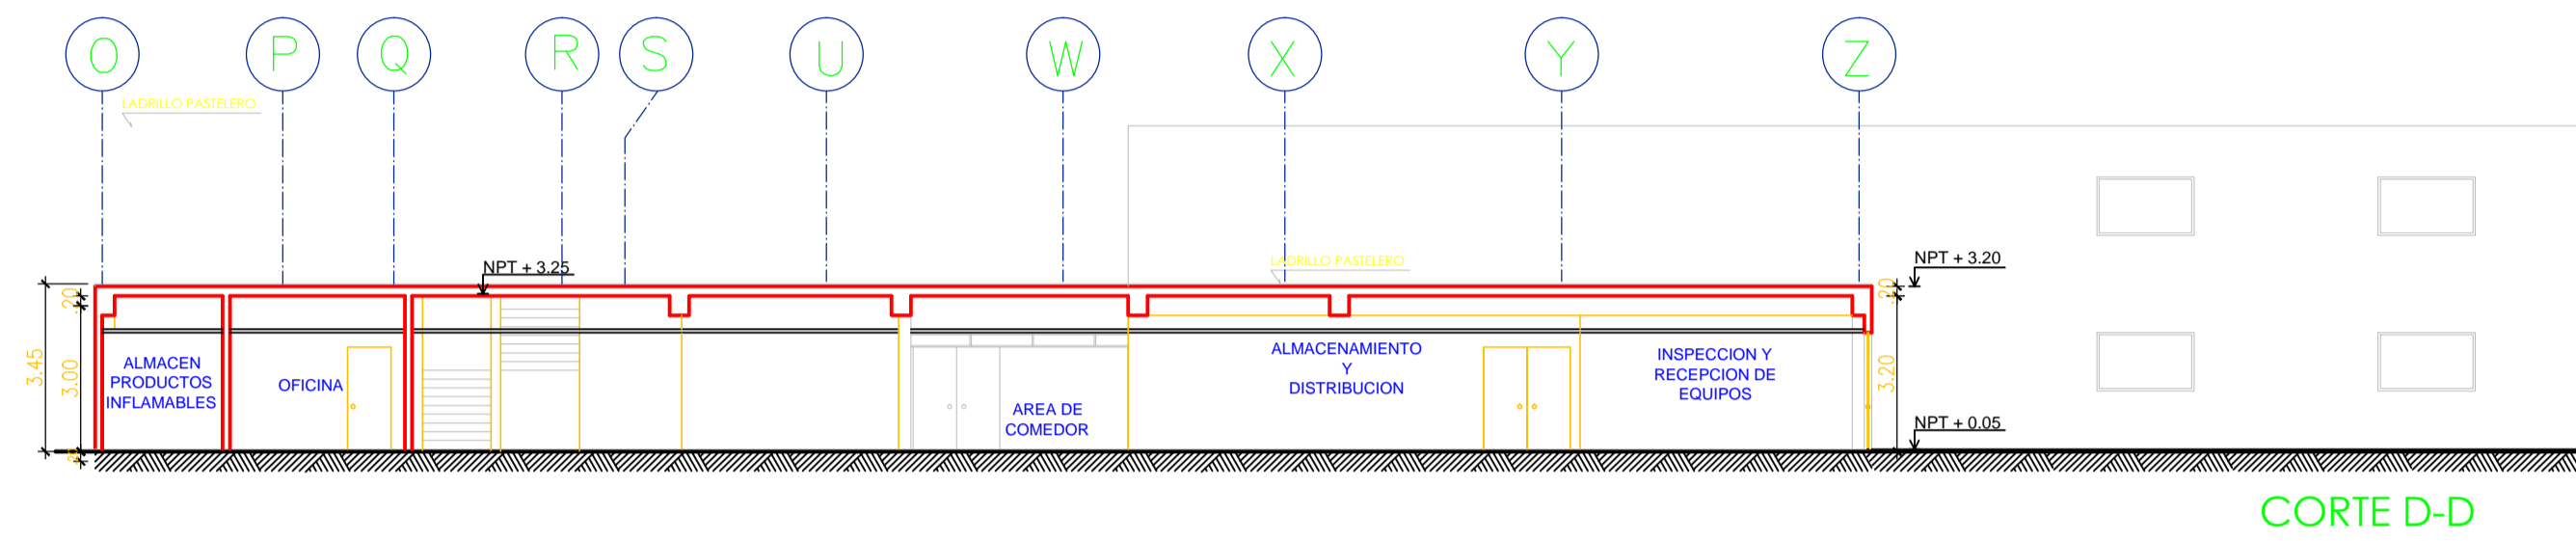 O P Q R S U W X Y Z
LADRILLO PASTELERO
NPT + 3.25
LADRILLO PASTELERO
NPT + 3.20
.20
.20
3.45
3.00
3.20
ALMACEN
PRODUCTOS
INFLAMABLES
OFICINA
AREA DE
COMEDOR
ALMACENAMIENTO
Y
DISTRIBUCION
INSPECCION Y
RECEPCION DE
EQUIPOS
NPT + 0.05
CORTE D-D